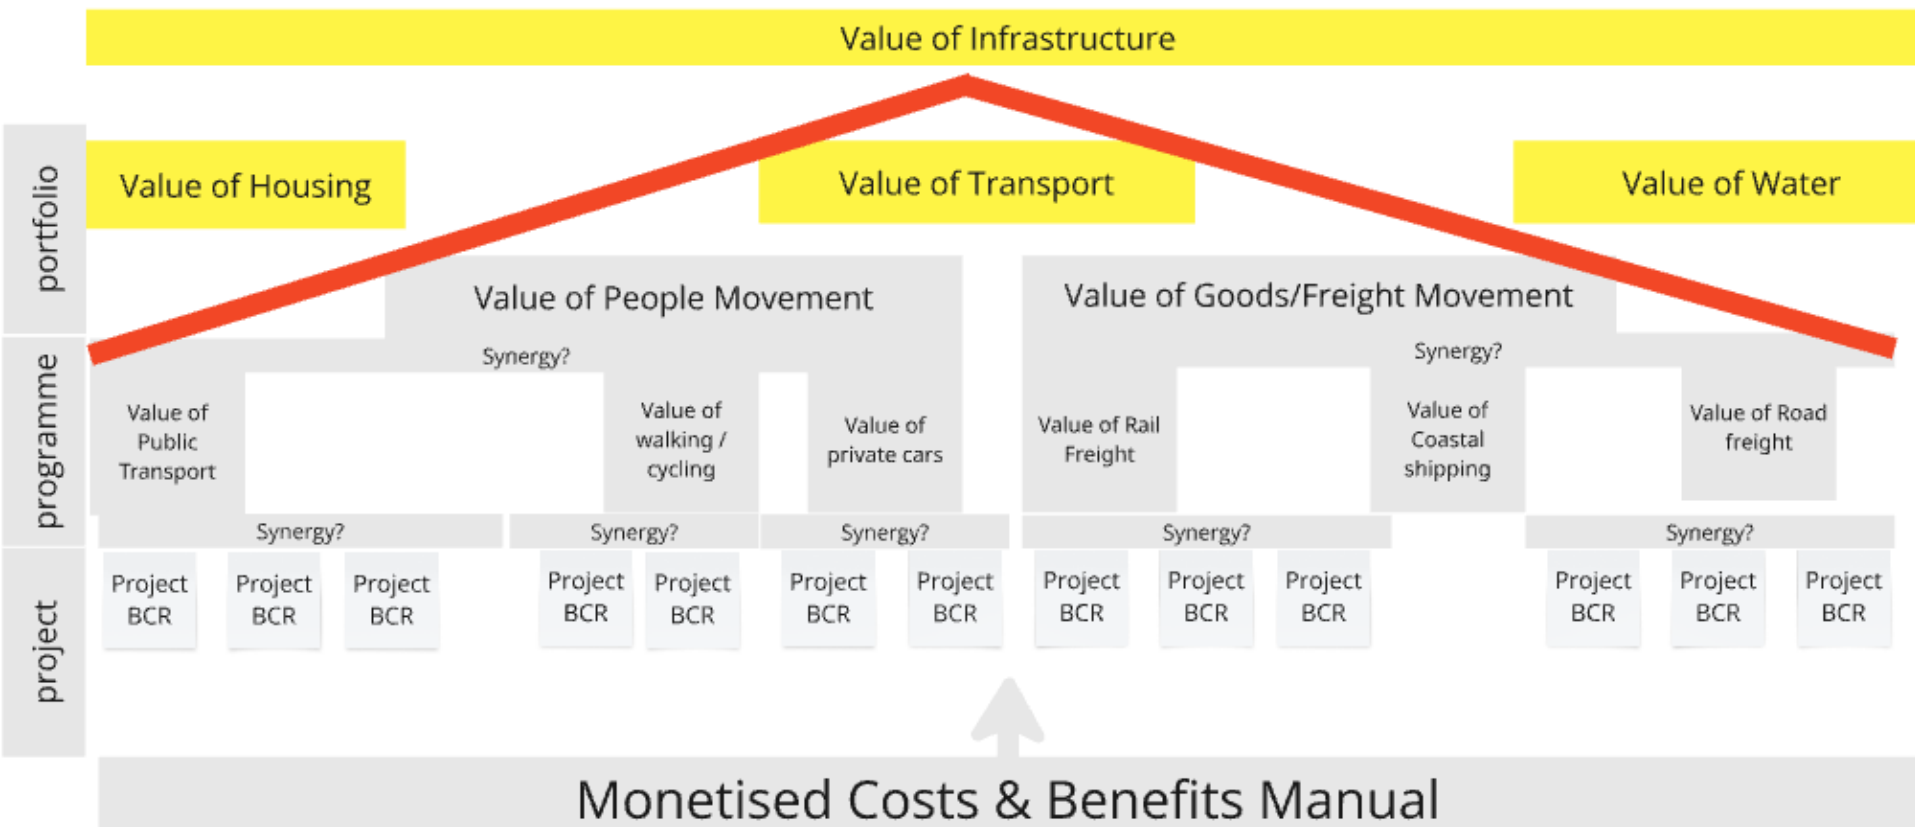 Value of Infrastructure
portfolio
Value of Housing
Value of Transport
Value of Water
Value of People Movement
Value of Goods/Freight Movement
programme
Synergy?
Synergy?
Value of
Public
Transport
Value of
walking /
cycling
Value of
private cars
Value of Rail
Freight
Value of
Coastal
shipping
Value of Road
freight
Synergy?
Synergy?
Synergy?
Synergy?
Synergy?
project
Project
BCR
Project
BCR
Project
BCR
Project
BCR
Project
BCR
Project
BCR
Project
BCR
Project
BCR
Project
BCR
Project
BCR
Project
BCR
Project
BCR
Project
BCR
Monetised Costs & Benefits Manual